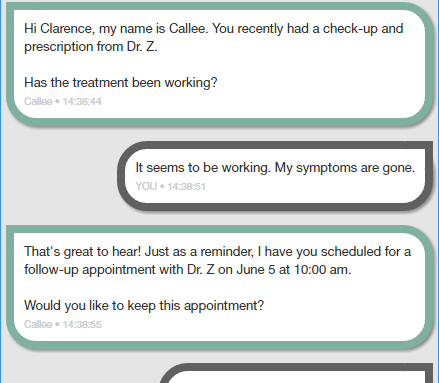 Hi Clarence, my name is Callee. You recently had a check-up and
prescription from Dr. Z.
Has the treatment been working?
Callee • 14:38:44
It seems to be working. My symptoms are gone.
YOU • 14:38:51
That's great to hear! Just as a reminder, I have you scheduled for a
follow-up appointment with Dr. Z on June 5 at 10:00 am.
Would you like to keep this appointment?
Callee • 14:38:55